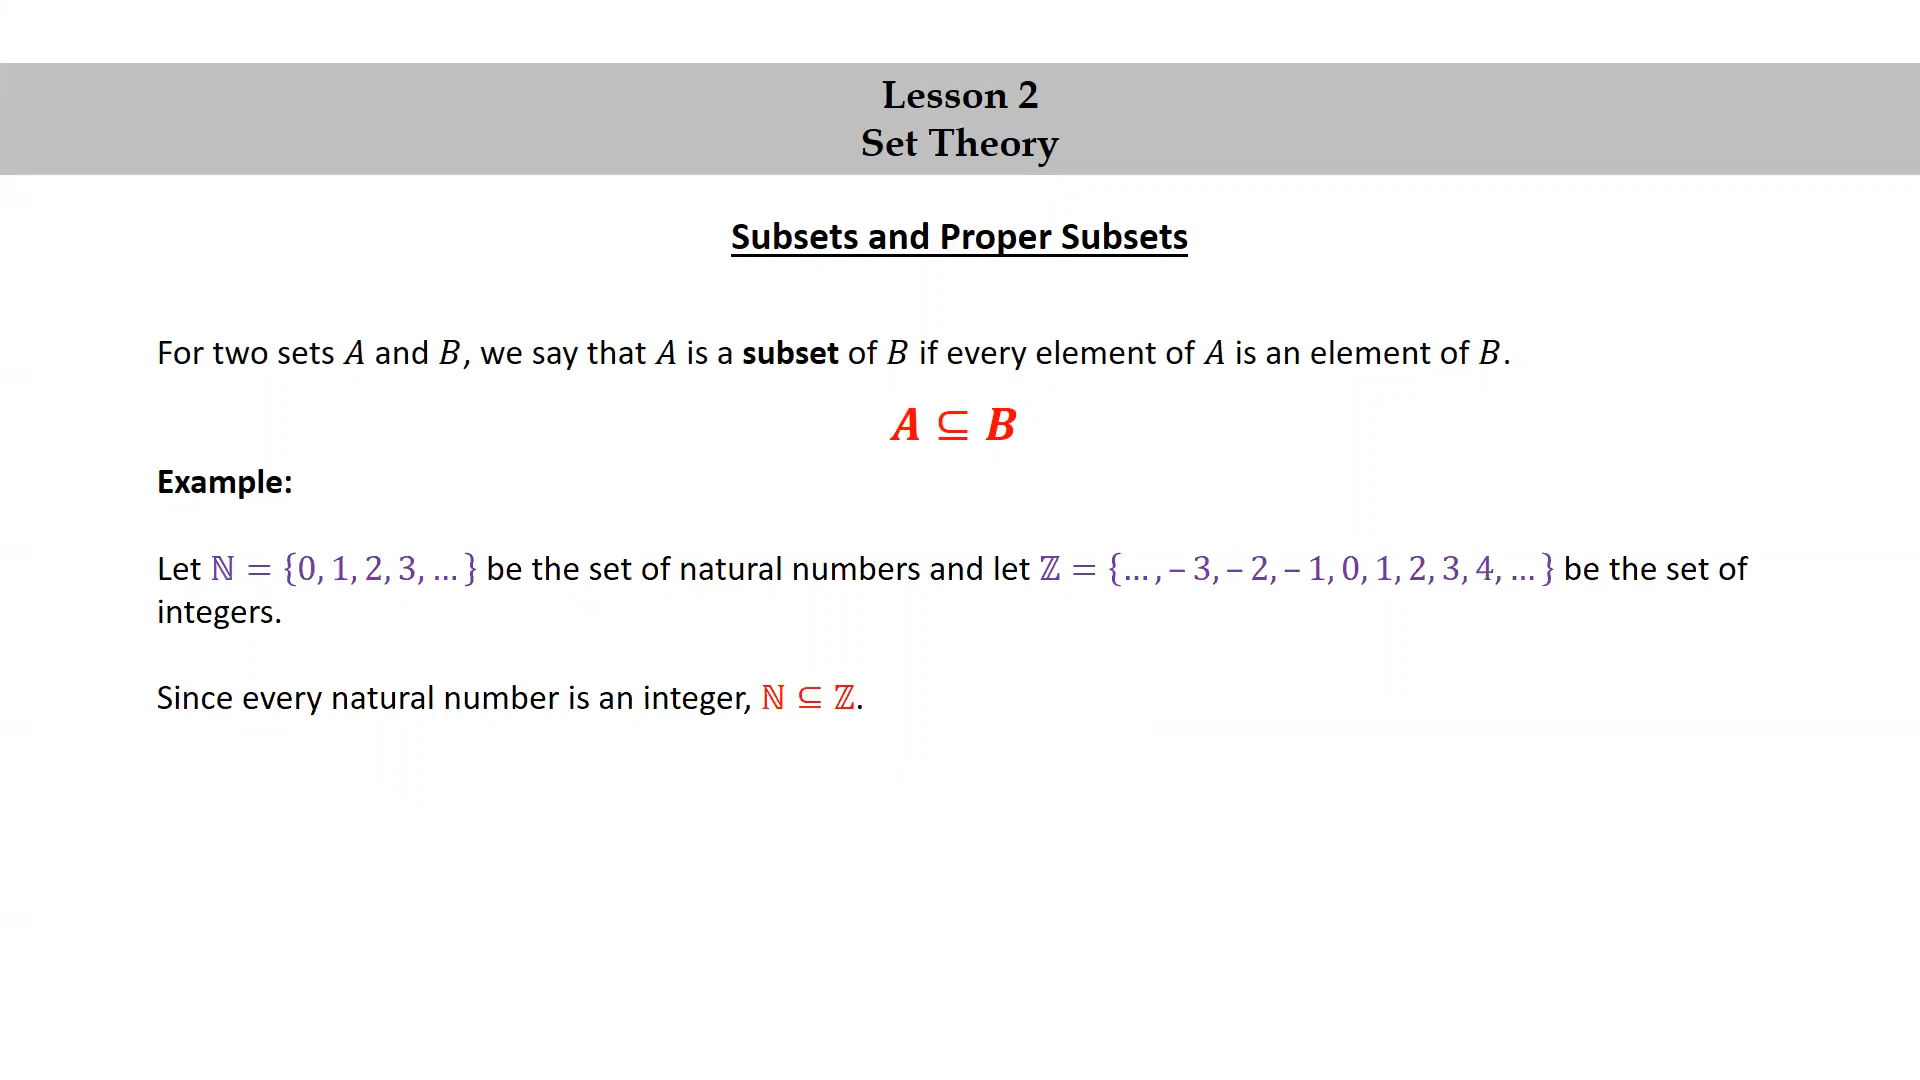 Lesson 2
Set Theory
Subsets and Proper Subsets
For two sets A and B, we say that A is a subset of B if every element of A is an element of B.
A ⊆ B
Example:
Let ℕ = {0, 1, 2, 3, … } be the set of natural numbers and let ℤ = {… , – 3, – 2, – 1, 0, 1, 2, 3, 4, … } be the set of
integers.
Since every natural number is an integer, ℕ ⊆ ℤ.